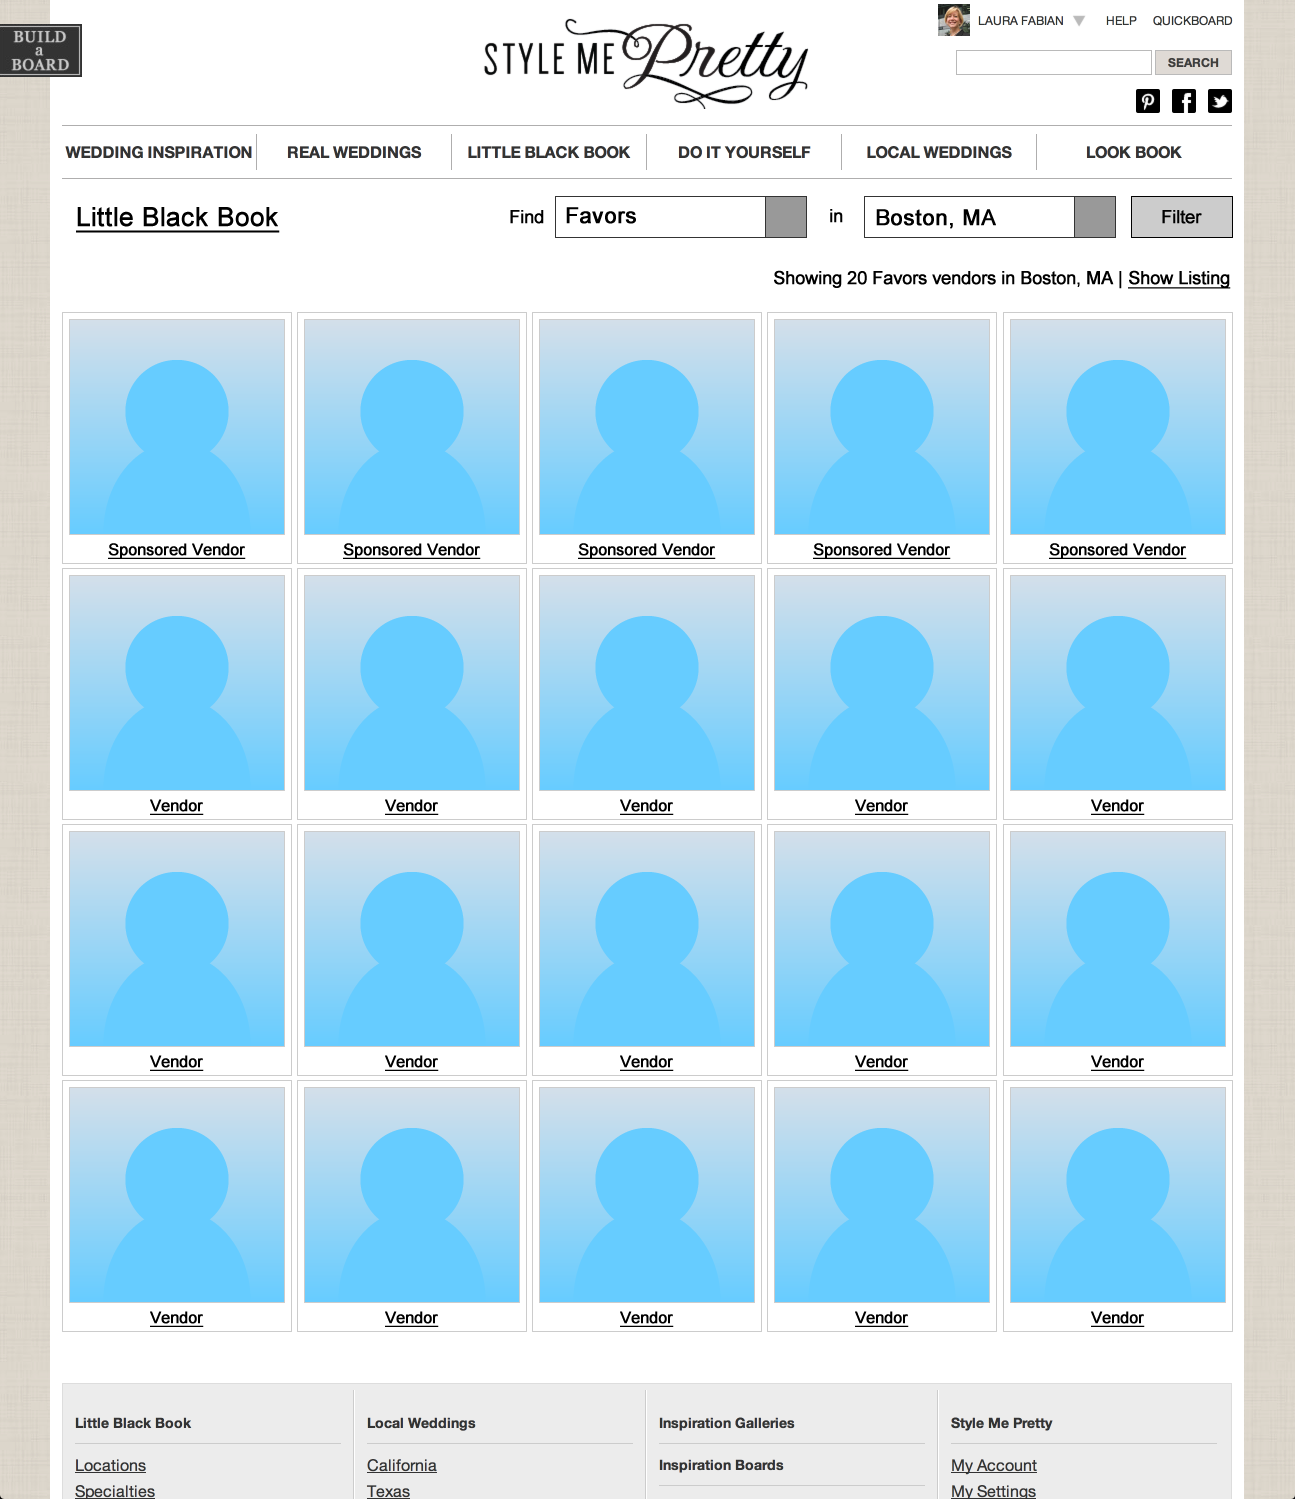 BUILD
a
BOARD
STYLE ME Pretty
LAURA FABIAN HELP QUICKBOARD
SEARCH
WEDDING INSPIRATION REAL WEDDINGS LITTLE BLACK BOOK DO IT YOURSELF LOCAL WEDDINGS LOOK BOOK
Little Black Book Find Favors in Boston, MA Filter
Showing 20 Favors vendors in Boston, MA | Show Listing
Sponsored Vendor Sponsored Vendor Sponsored Vendor Sponsored Vendor Sponsored Vendor
Vendor Vendor Vendor Vendor Vendor
Vendor Vendor Vendor Vendor Vendor
Vendor Vendor Vendor Vendor Vendor
Little Black Book Local Weddings Inspiration Galleries Style Me Pretty
Locations California Inspiration Boards My Account
Specialties Texas My Settings